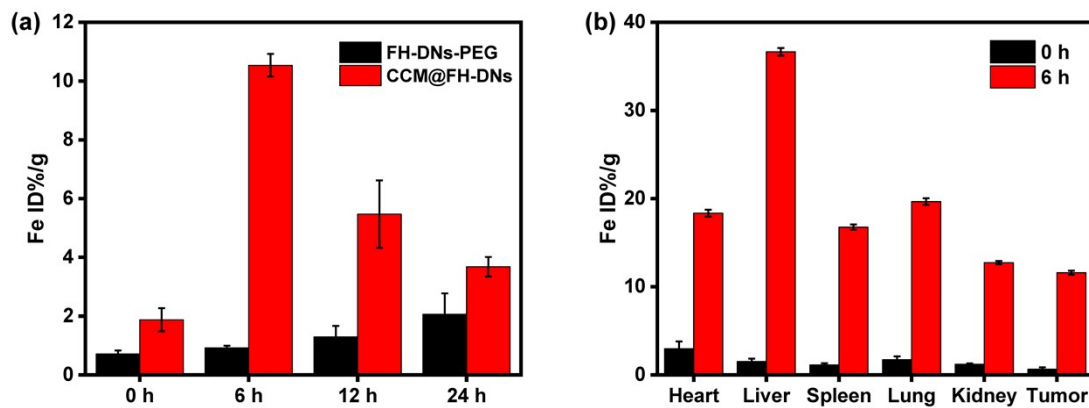 (a)
Fe ID%/g
12
10
8
6
4
2
0
FH-DNs-PEG
CCM@FH-DNs
0 h
6 h
12 h
24 h
(b)
Fe ID%/g
40
30
20
10
0
0 h
6 h
Heart
Liver
Spleen
Lung
Kidney
Tumor